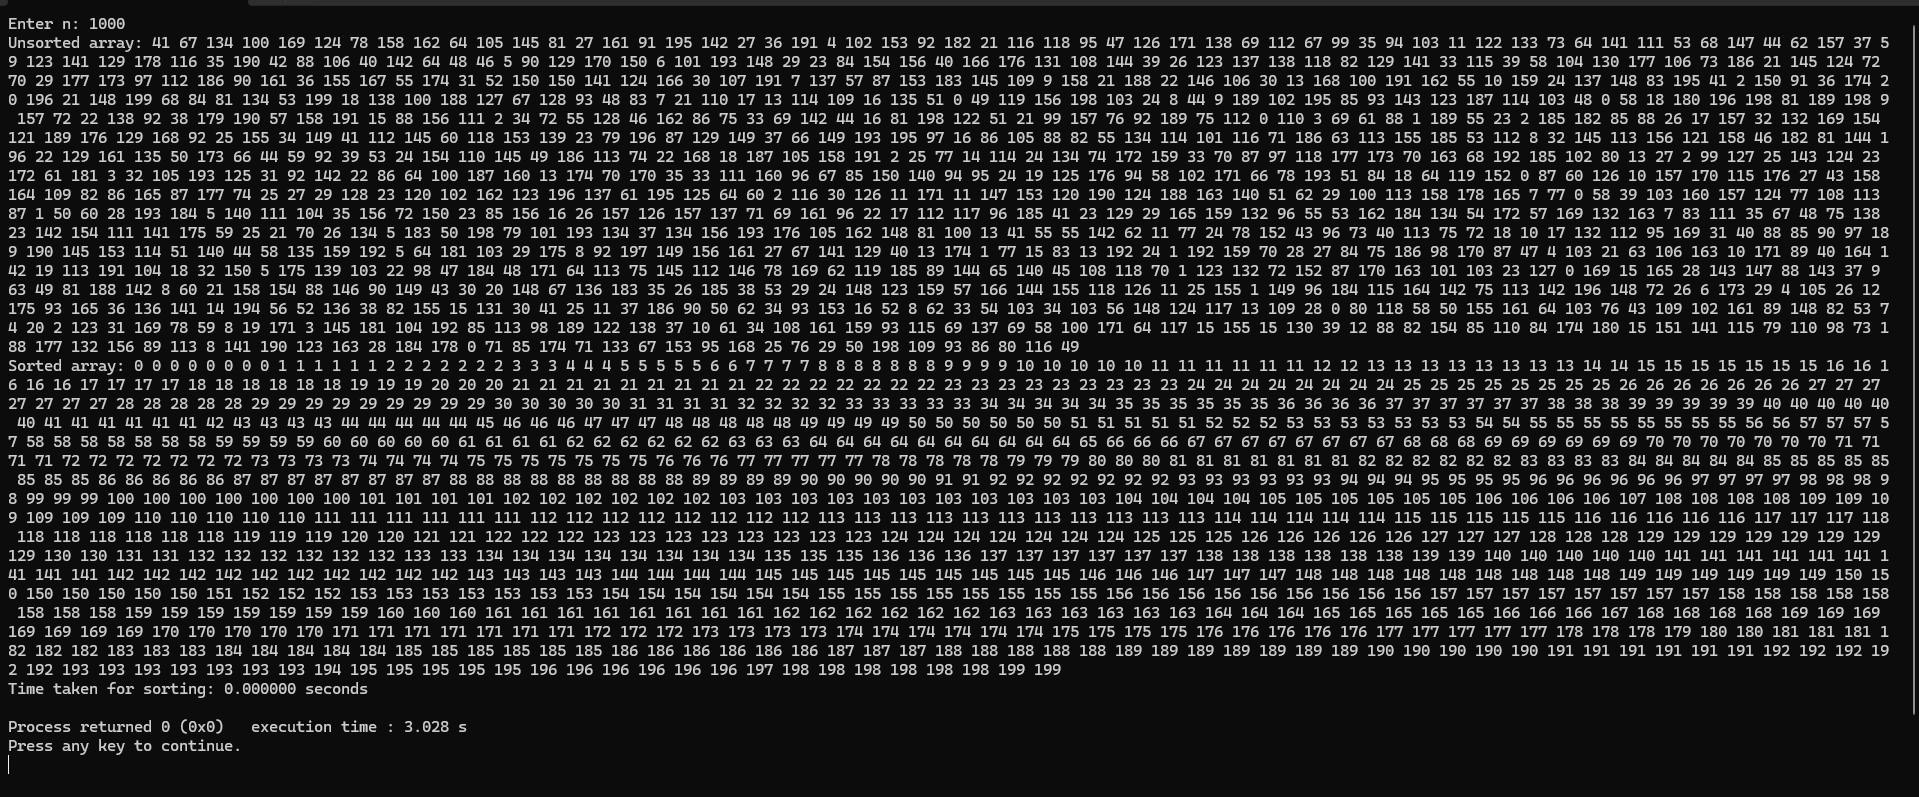 Enter n: 1000
Unsorted array: 41 67 134 100 169 124 78 158 162 64 105 145 81 27 161 91 195 142 27 36 191 4 102 153 92 182 21 116 118 95 47 126 171 138 69 112 67 99 35 94 103 11 122 133 73 64 141 111 53 68 147 44 62 157 37 5
9 123 141 129 178 116 35 190 42 88 106 40 142 64 48 46 5 90 129 170 150 6 101 193 148 29 23 84 154 156 40 166 176 131 108 144 39 26 123 137 138 118 82 129 141 33 115 39 58 104 130 177 106 73 186 21 145 124 72
70 29 177 173 97 112 186 90 161 36 155 167 55 174 31 52 150 150 141 124 166 30 107 191 7 137 57 87 153 183 145 109 9 158 21 188 22 146 106 30 13 168 100 191 162 55 10 159 24 137 148 83 195 41 2 150 91 36 174 2
0 196 21 148 199 68 84 81 134 53 199 18 138 100 188 127 67 128 93 48 83 7 21 110 17 13 114 109 16 135 51 0 49 119 156 198 103 24 8 44 9 189 102 195 85 93 143 123 187 114 103 48 0 58 18 180 196 198 81 189 198 9
157 72 22 138 92 38 179 190 57 158 191 15 88 156 111 2 34 72 55 128 46 162 86 75 33 69 142 44 16 81 198 122 51 21 99 157 76 92 189 75 112 0 110 3 69 61 88 1 189 55 23 2 185 182 85 88 26 17 157 32 132 169 154
121 189 176 129 168 92 25 155 34 149 41 112 145 60 118 153 139 23 79 196 87 129 149 37 66 149 193 195 97 16 86 105 88 82 55 134 114 101 116 71 186 63 113 155 185 53 112 8 32 145 113 156 121 158 46 182 81 144 1
96 22 129 161 135 50 173 66 44 59 92 39 53 24 154 110 145 49 186 113 74 22 168 18 187 105 158 191 2 25 77 14 114 24 134 74 172 159 33 70 87 97 118 177 173 70 163 68 192 185 102 80 13 27 2 99 127 25 143 124 23
172 61 181 3 32 105 193 125 31 92 142 22 86 64 100 187 160 13 174 70 170 35 33 111 160 96 67 85 150 140 94 95 24 19 125 176 94 58 102 171 66 78 193 51 84 18 64 119 152 0 87 60 126 10 157 170 115 176 27 43 158
164 109 82 86 165 87 177 74 25 27 29 128 23 120 102 162 123 196 137 61 195 125 64 60 2 116 30 126 11 171 11 147 153 120 190 124 188 163 140 51 62 29 100 113 158 178 165 7 77 0 58 39 103 160 157 124 77 108 113
87 1 50 60 28 193 184 5 140 111 104 35 156 72 150 23 85 156 16 26 157 126 157 137 71 69 161 96 22 17 112 117 96 185 41 23 129 29 165 159 132 96 55 53 162 184 134 54 172 57 169 132 163 7 83 111 35 67 48 75 138
23 142 154 111 141 175 59 25 21 70 26 134 5 183 50 198 79 101 193 134 37 134 156 193 176 105 162 148 81 100 13 41 55 55 142 62 11 77 24 78 152 43 96 73 40 113 75 72 18 10 17 132 112 95 169 31 40 88 85 90 97 18
9 190 145 153 114 51 140 44 58 135 159 192 5 64 181 103 29 175 8 92 197 149 156 161 27 67 141 129 40 13 174 1 77 15 83 13 192 24 1 192 159 70 28 27 84 75 186 98 170 87 47 4 103 21 63 106 163 10 171 89 40 164 1
42 19 113 191 104 18 32 150 5 175 139 103 22 98 47 184 48 171 64 113 75 145 112 146 78 169 62 119 185 89 144 65 140 45 108 118 70 1 123 132 72 152 87 170 163 101 103 23 127 0 169 15 165 28 143 147 88 143 37 9
63 49 81 188 142 8 60 21 158 154 88 146 90 149 43 30 20 148 67 136 183 35 26 185 38 53 29 24 148 123 159 57 166 144 155 118 126 11 25 155 1 149 96 184 115 164 142 75 113 142 196 148 72 26 6 173 29 4 105 26 12
175 93 165 36 136 141 14 194 56 52 136 38 82 155 15 131 30 41 25 11 37 186 90 50 62 34 93 153 16 52 8 62 33 54 103 34 103 56 148 124 117 13 109 28 0 80 118 58 50 155 161 64 103 76 43 109 102 161 89 148 82 53 7
4 20 2 123 31 169 78 59 8 19 171 3 145 181 104 192 85 113 98 189 122 138 37 10 61 34 108 161 159 93 115 69 137 69 58 100 171 64 117 15 155 15 130 39 12 88 82 154 85 110 84 174 180 15 151 141 115 79 110 98 73 1
88 177 132 156 89 113 8 141 190 123 163 28 184 178 0 71 85 174 71 133 67 153 95 168 25 76 29 50 198 109 93 86 80 116 49
Sorted array: 0 0 0 0 0 0 0 0 1 1 1 1 1 1 2 2 2 2 2 2 2 3 3 3 4 4 4 5 5 5 5 5 6 6 7 7 7 7 8 8 8 8 8 8 8 9 9 9 9 10 10 10 10 10 11 11 11 11 11 11 12 12 13 13 13 13 13 13 13 13 14 14 15 15 15 15 15 15 15 16 16 1
6 16 16 17 17 17 17 18 18 18 18 18 18 19 19 19 20 20 20 21 21 21 21 21 21 21 21 21 22 22 22 22 22 22 22 23 23 23 23 23 23 23 23 23 24 24 24 24 24 24 24 24 25 25 25 25 25 25 25 25 26 26 26 26 26 26 26 27 27 27
27 27 27 27 28 28 28 28 28 29 29 29 29 29 29 29 29 29 30 30 30 30 30 31 31 31 31 32 32 32 32 33 33 33 33 33 34 34 34 34 34 35 35 35 35 35 35 36 36 36 36 37 37 37 37 37 37 38 38 38 39 39 39 39 39 40 40 40 40 40
40 41 41 41 41 41 41 42 43 43 43 43 44 44 44 44 44 45 46 46 46 47 47 47 48 48 48 48 48 49 49 49 49 50 50 50 50 50 50 51 51 51 51 51 52 52 52 53 53 53 53 53 53 53 54 54 55 55 55 55 55 55 55 55 56 56 57 57 57 5
7 58 58 58 58 58 58 58 59 59 59 59 60 60 60 60 60 61 61 61 61 62 62 62 62 62 62 63 63 63 64 64 64 64 64 64 64 64 64 64 65 66 66 66 67 67 67 67 67 67 67 67 68 68 68 69 69 69 69 69 69 70 70 70 70 70 70 70 71 71
71 71 72 72 72 72 72 72 72 73 73 73 73 74 74 74 74 75 75 75 75 75 75 75 76 76 76 77 77 77 77 77 78 78 78 78 78 79 79 79 80 80 80 81 81 81 81 81 81 81 82 82 82 82 82 82 83 83 83 83 84 84 84 84 84 85 85 85 85 85
85 85 85 86 86 86 86 86 87 87 87 87 87 87 87 87 88 88 88 88 88 88 88 88 88 89 89 89 89 90 90 90 90 90 91 91 92 92 92 92 92 92 92 93 93 93 93 93 93 94 94 94 95 95 95 95 96 96 96 96 96 96 97 97 97 97 98 98 98 9
8 99 99 99 100 100 100 100 100 100 100 101 101 101 101 102 102 102 102 102 102 103 103 103 103 103 103 103 103 103 103 104 104 104 104 105 105 105 105 105 105 106 106 106 106 107 108 108 108 108 109 109 10
9 109 109 109 110 110 110 110 110 111 111 111 111 111 111 112 112 112 112 112 112 112 112 113 113 113 113 113 113 113 113 113 113 113 114 114 114 114 114 115 115 115 115 115 116 116 116 116 116 117 117 117 118
118 118 118 118 118 118 119 119 119 120 120 121 121 122 122 122 123 123 123 123 123 123 123 123 124 124 124 124 124 124 124 125 125 125 126 126 126 126 126 127 127 127 128 128 128 129 129 129 129 129 129 129
129 130 130 131 131 132 132 132 132 132 132 133 133 134 134 134 134 134 134 134 134 135 135 135 136 136 136 136 137 137 137 137 137 137 138 138 138 138 138 138 139 139 140 140 140 140 140 141 141 141 141 141 141 1
41 141 141 142 142 142 142 142 142 142 142 142 142 143 143 143 143 144 144 144 144 145 145 145 145 145 145 145 145 145 146 146 146 147 147 147 148 148 148 148 148 148 148 148 148 149 149 149 149 149 149 150 15
0 150 150 150 150 150 151 152 152 152 153 153 153 153 153 153 153 154 154 154 154 154 154 155 155 155 155 155 155 155 155 156 156 156 156 156 156 156 156 157 157 157 157 157 157 157 157 158 158 158 158 158
158 158 158 159 159 159 159 159 159 159 160 160 160 161 161 161 161 161 161 161 161 162 162 162 162 162 162 163 163 163 163 163 163 164 164 164 165 165 165 165 165 166 166 166 167 168 168 168 168 169 169 169
169 169 169 169 170 170 170 170 170 171 171 171 171 171 171 171 172 172 172 173 173 173 173 174 174 174 174 174 174 175 175 175 175 176 176 176 176 176 177 177 177 177 177 178 178 178 179 180 180 181 181 181 1
82 182 182 183 183 183 184 184 184 184 184 185 185 185 185 185 185 186 186 186 186 186 186 187 187 187 188 188 188 188 188 189 189 189 189 189 189 189 190 190 190 190 190 191 191 191 191 191 191 192 192 192 19
2 192 193 193 193 193 193 193 193 194 195 195 195 195 195 196 196 196 196 196 196 197 198 198 198 198 198 198 199 199
Time taken for sorting: 0.000000 seconds
Process returned 0 (0x0)   execution time : 3.028 s
Press any key to continue.